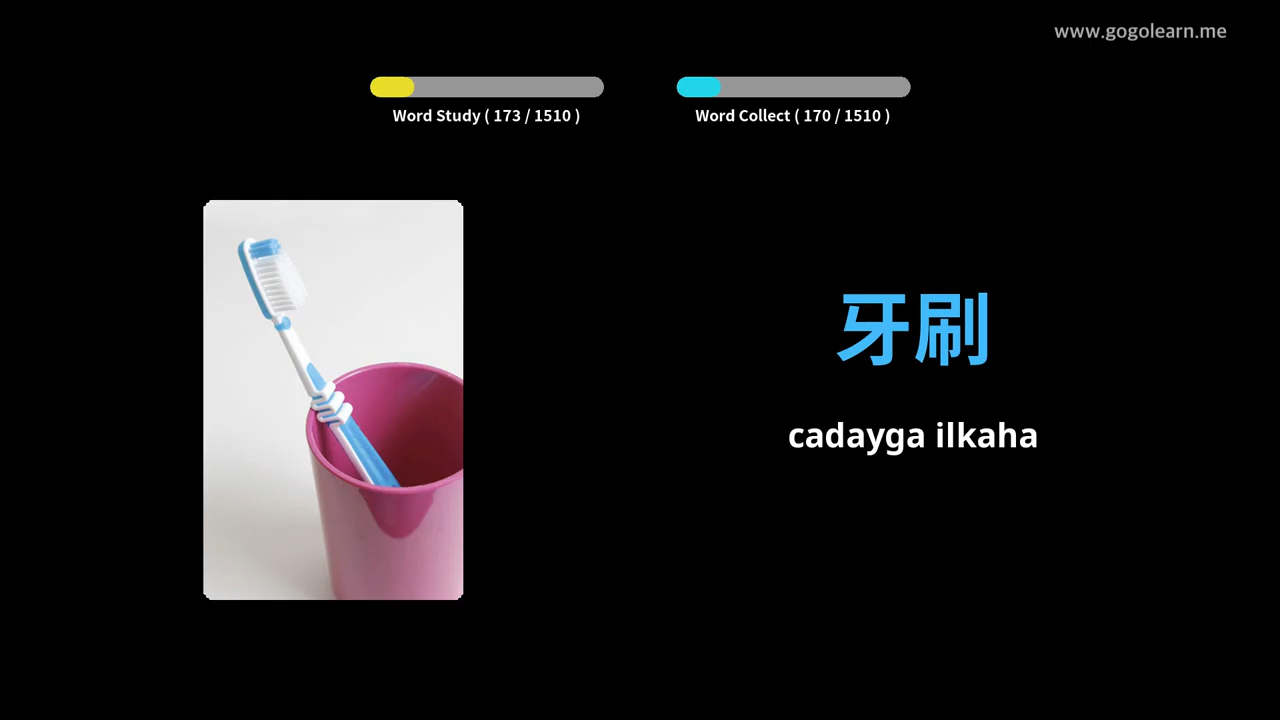 www.gogolearn.me
Word Study ( 173 / 1510 )
Word Collect ( 170 / 1510 )
牙刷
cadayga ilkaha